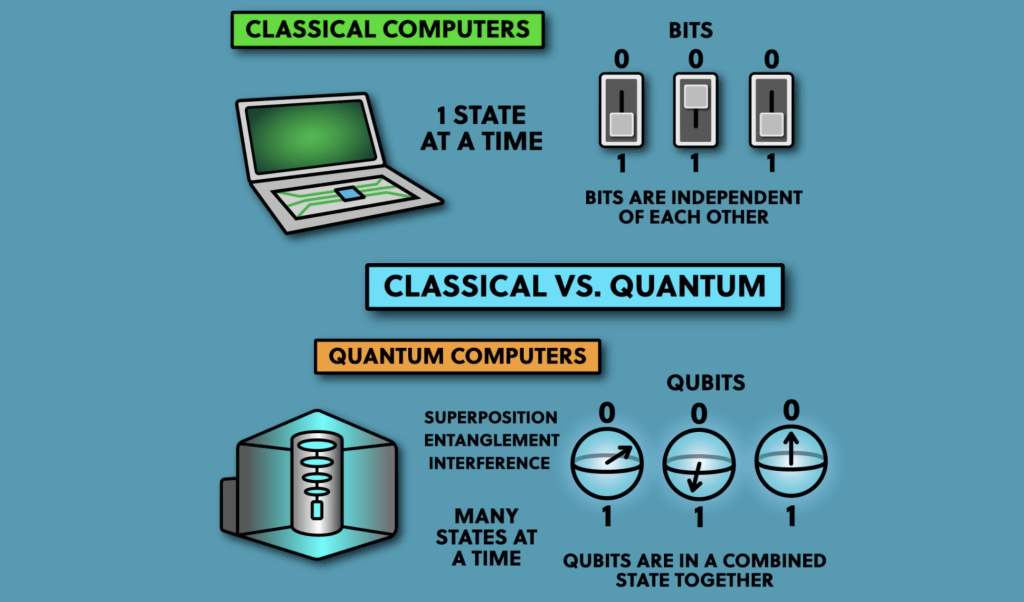 CLASSICAL COMPUTERS
BITS
0 0 0
1 STATE
AT A TIME
1 1 1
BITS ARE INDEPENDENT
OF EACH OTHER
CLASSICAL VS. QUANTUM
QUANTUM COMPUTERS
QUBITS
0 0 0
SUPERPOSITION
ENTANGLEMENT
INTERFERENCE
1 1 1
MANY
STATES AT
A TIME
QUBITS ARE IN A COMBINED
STATE TOGETHER